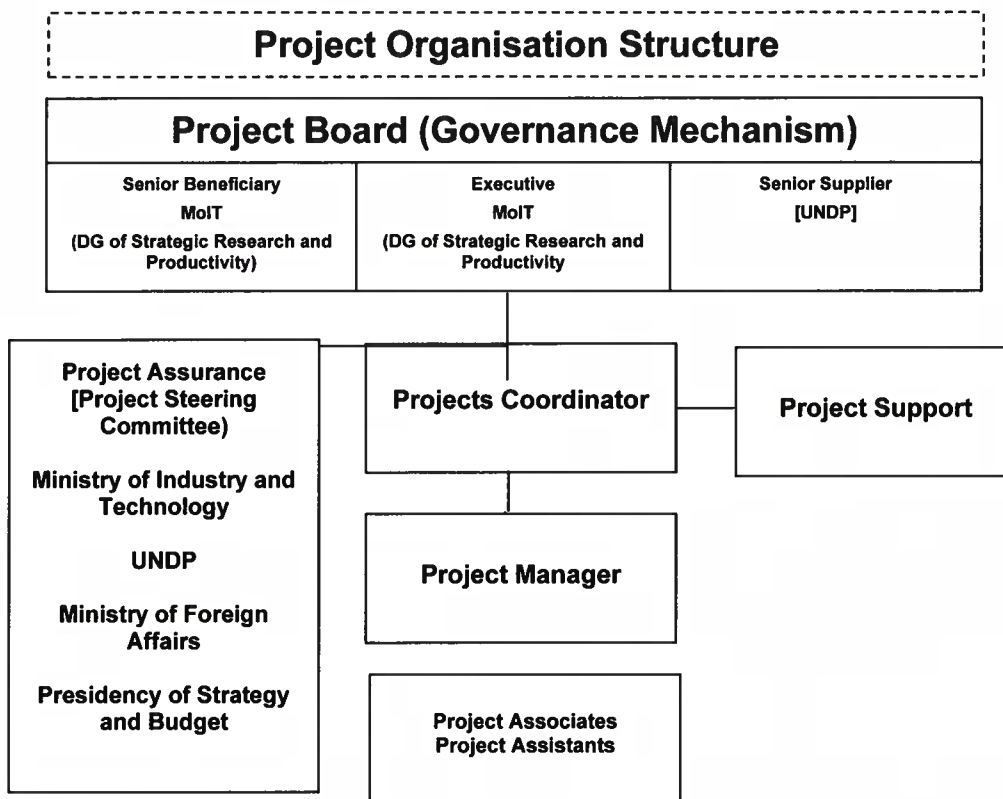 Project Organisation Structure
Project Board (Governance Mechanism)
Senior Beneficiary
MoIT
(DG of Strategic Research and
Productivity)
Executive
MoIT
(DG of Strategic Research and
Productivity
Senior Supplier
[UNDP]
Project Assurance
[Project Steering
Committee)
Ministry of Industry and
Technology
UNDP
Ministry of Foreign
Affairs
Presidency of Strategy
and Budget
Projects Coordinator
Project Support
Project Manager
Project Associates
Project Assistants